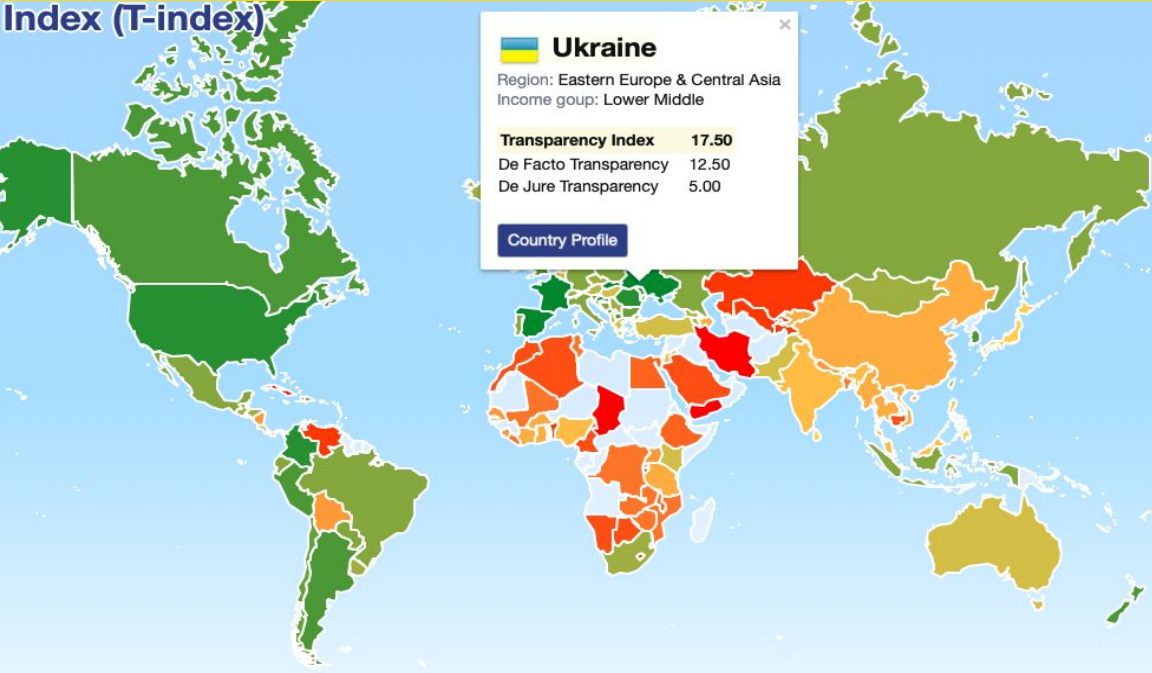 Index (T-index)
×
Ukraine
Region: Eastern Europe & Central Asia
Income goup: Lower Middle
Transparency Index 17.50
De Facto Transparency 12.50
De Jure Transparency 5.00
Country Profile